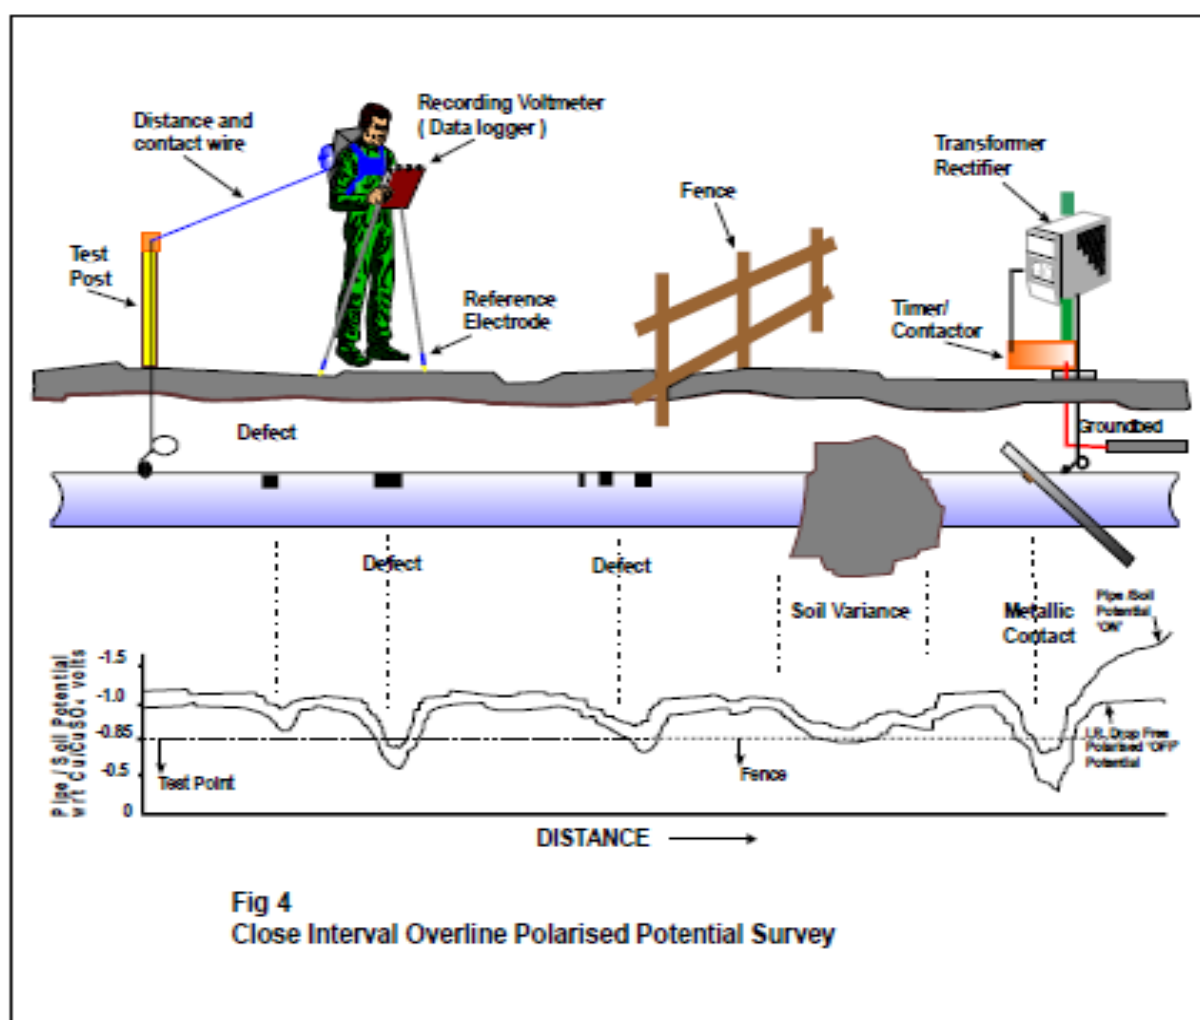 Distance and
contact wire
Recording Voltmeter
( Data logger )
Transformer
Rectifier
Fence
Test
Post
Reference
Electrode
Timer/
Contactor
Defect
Groundbed
Defect
Defect
Soil Variance
Metallic
Contact
Pipe /Soil
Potential
'ON'
Pipe / Soil Potential
w/r/t Cu/CuSO₄ volts
-1.5
-1.0
-0.85
-0.5
0
Test Point
Fence
I.R. Drop Free
Polarised 'OFF'
Potential
DISTANCE
Fig 4
Close Interval Overline Polarised Potential Survey